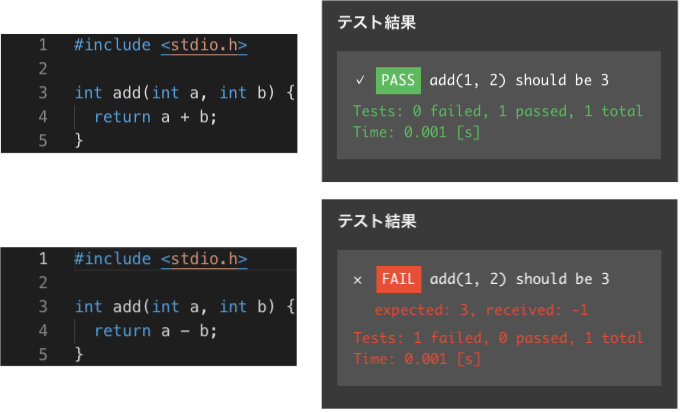 1 #include <stdio.h>
2
3 int add(int a, int b) {
4 return a + b;
5 }
テスト結果
✓ PASS add(1, 2) should be 3
Tests: 0 failed, 1 passed, 1 total
Time: 0.001 [s]
1 #include <stdio.h>
2
3 int add(int a, int b) {
4 return a - b;
5 }
テスト結果
× FAIL add(1, 2) should be 3
expected: 3, received: -1
Tests: 1 failed, 0 passed, 1 total
Time: 0.001 [s]